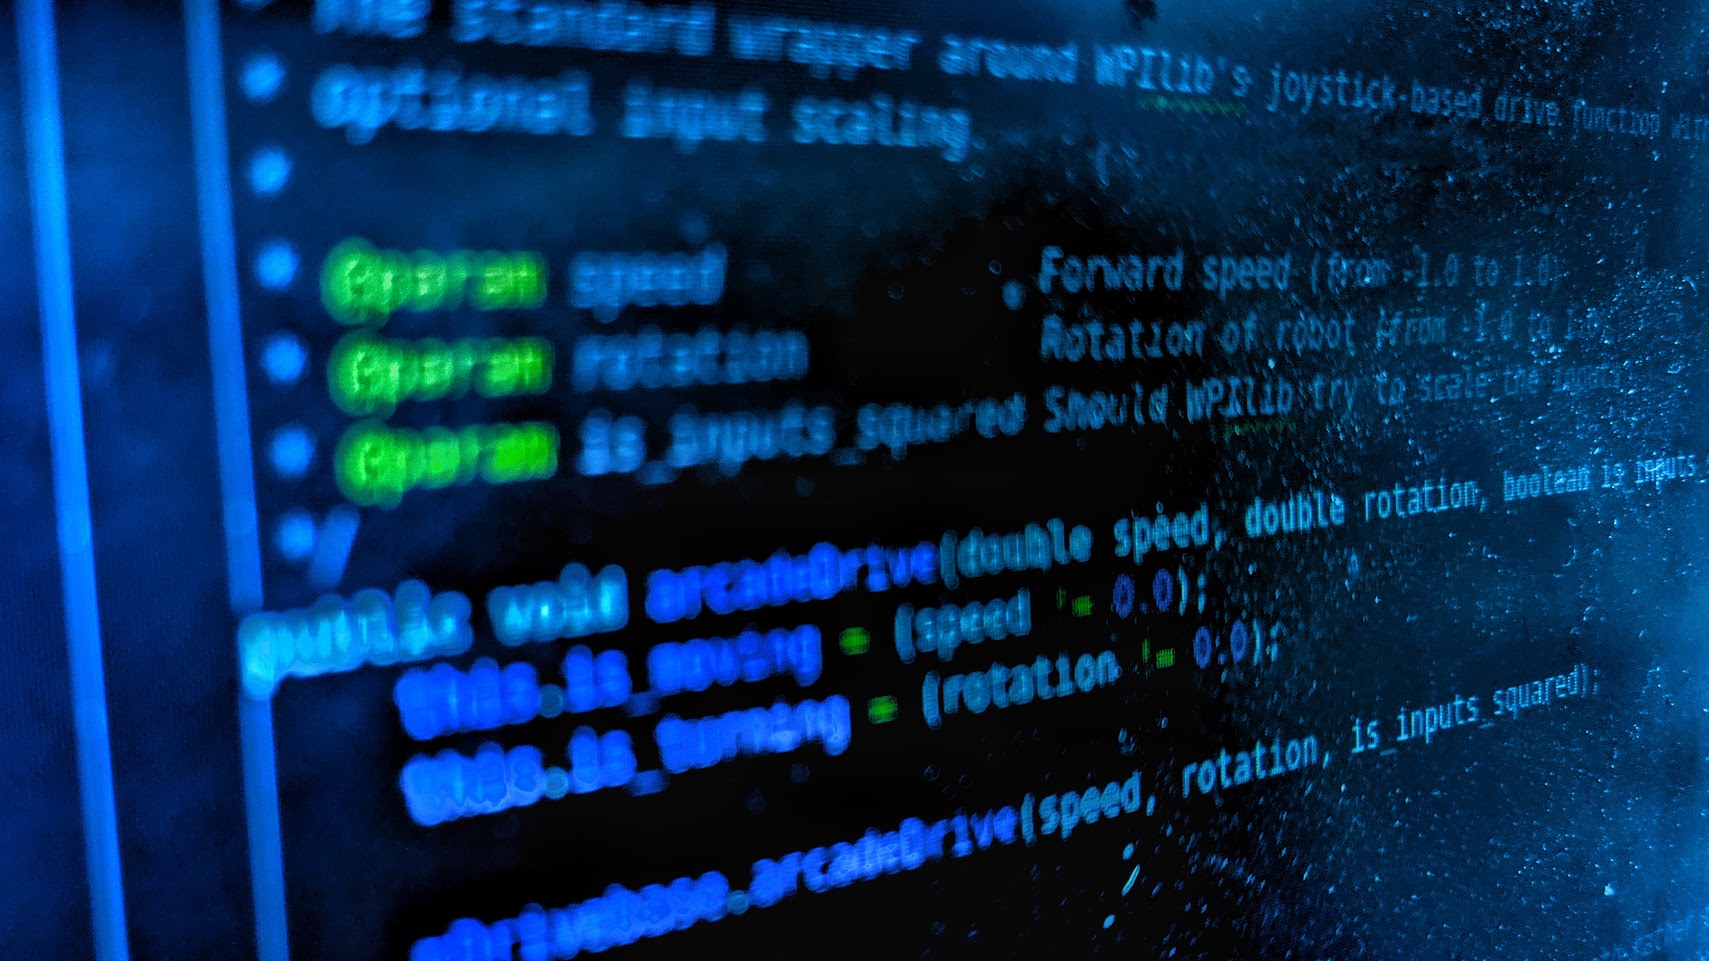 The standard wrapper around WPIlib's joystick-based drive function with
* optional input scaling.
*
* @param speed Forward speed (from -1.0 to 1.0)
* @param rotation Rotation of robot (from -1.0 to 1.0)
* @param is_inputs_squared Should WPIlib try to scale the
*/
public void arcadeDrive(double speed, double rotation, boolean is_inputs_
this.is_moving = (speed != 0.0);
this.is_turning = (rotation != 0.0);
drivebase.arcadeDrive(speed, rotation, is_inputs_squared);